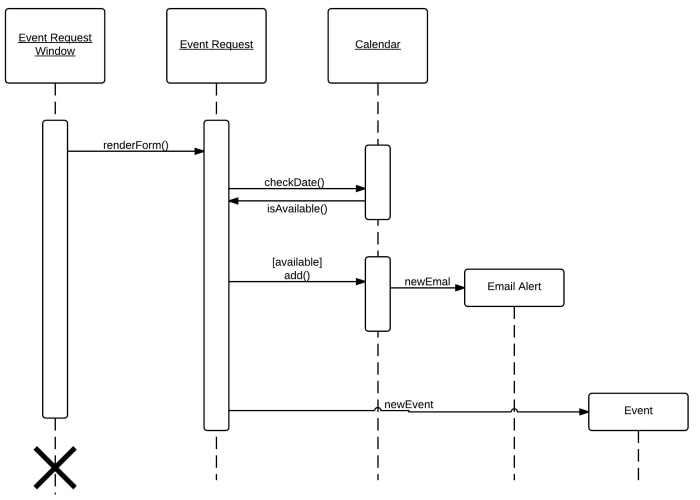 Event Request
Window
Event Request
Calendar
renderForm()
checkDate()
isAvailable()
[available]
add()
newEmal
Email Alert
newEvent
Event